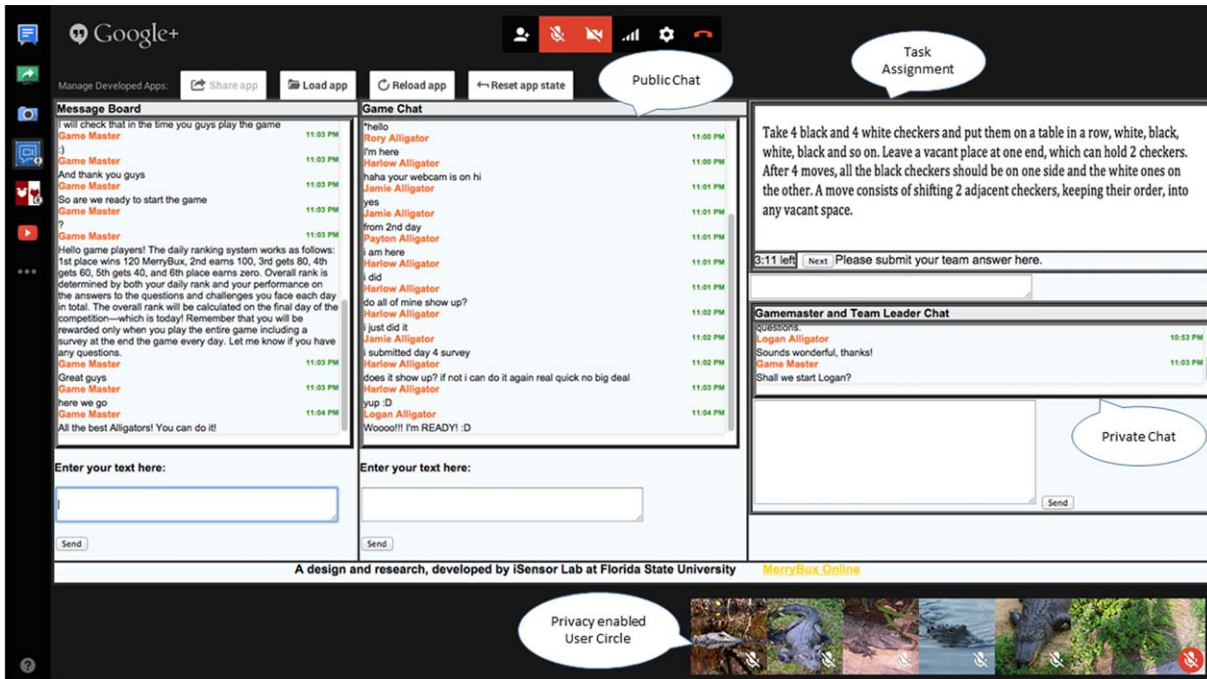 Google+
Manage Developed Apps:
Share app
Load app
Reload app
Reset app state
Public Chat
Task
Assignment
Message Board
i will check that in the time you guys play the game
Game Master 11:03 PM
:)
Game Master 11:03 PM
And thank you guys
Game Master 11:03 PM
So are we ready to start the game
Game Master 11:03 PM
?
Game Master 11:03 PM
Hello game players! The daily ranking system works as follows:
1st place wins 120 MerryBux, 2nd earns 100, 3rd gets 80, 4th
gets 60, 5th gets 40, and 6th place earns zero. Overall rank is
determined by both your daily rank and your performance on
the answers to the questions and challenges you face each day
in total. The overall rank will be calculated on the final day of the
competition—which is today! Remember that you will be
rewarded only when you play the entire game including a
survey at the end the game every day. Let me know if you have
any questions.
Game Master 11:03 PM
Great guys
Game Master 11:03 PM
here we go
Game Master 11:04 PM
All the best Alligators! You can do it!
Enter your text here:
Send
Game Chat
*hello
Rory Alligator 11:00 PM
I'm here
Harlow Alligator 11:00 PM
haha your webcam is on hi
Jamie Alligator 11:01 PM
yes
Jamie Alligator 11:01 PM
from 2nd day
Payton Alligator 11:01 PM
i am here
Harlow Alligator 11:01 PM
i did
Harlow Alligator 11:01 PM
do all of mine show up?
Harlow Alligator 11:02 PM
i just did it
Jamie Alligator 11:02 PM
i submitted day 4 survey
Harlow Alligator 11:02 PM
does it show up? if not i can do it again real quick no big deal
Harlow Alligator 11:03 PM
yup :D
Logan Alligator 11:04 PM
Woooo!!! I'm READY! :D
Enter your text here:
Send
Take 4 black and 4 white checkers and put them on a table in a row, white, black,
white, black and so on. Leave a vacant place at one end, which can hold 2 checkers.
After 4 moves, all the black checkers should be on one side and the white ones on
the other. A move consists of shifting 2 adjacent checkers, keeping their order, into
any vacant space.
3:11 left Next Please submit your team answer here.
Gamemaster and Team Leader Chat
questions.
Logan Alligator 10:53 PM
Sounds wonderful, thanks!
Game Master 11:03 PM
Shall we start Logan?
Private Chat
Send
A design and research, developed by iSensor Lab at Florida State University MerryBux Online
Privacy enabled
User Circle